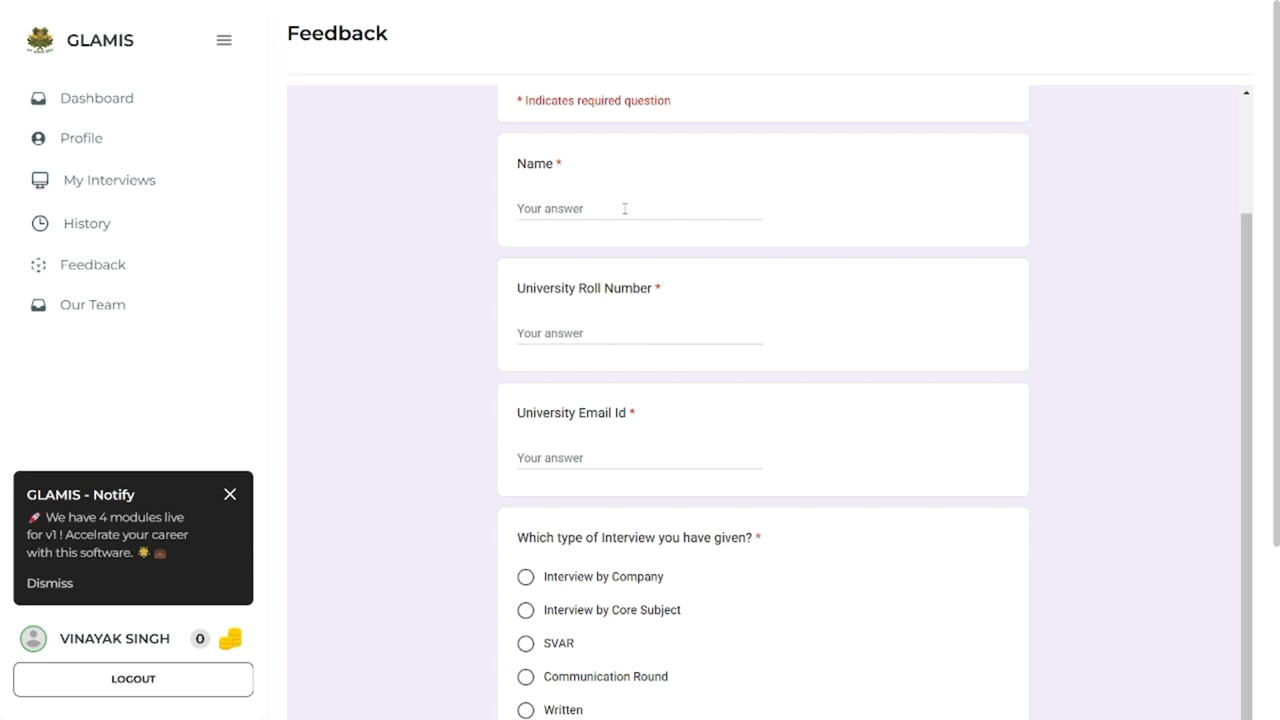 GLAMIS
Dashboard
Profile
My Interviews
History
Feedback
Our Team
GLAMIS - Notify
🚀 We have 4 modules live
for v1 ! Accelrate your career
with this software. 🌟 💼
Dismiss
VINAYAK SINGH 0
LOGOUT
Feedback
* Indicates required question
Name *
Your answer
University Roll Number *
Your answer
University Email Id *
Your answer
Which type of Interview you have given? *
Interview by Company
Interview by Core Subject
SVAR
Communication Round
Written